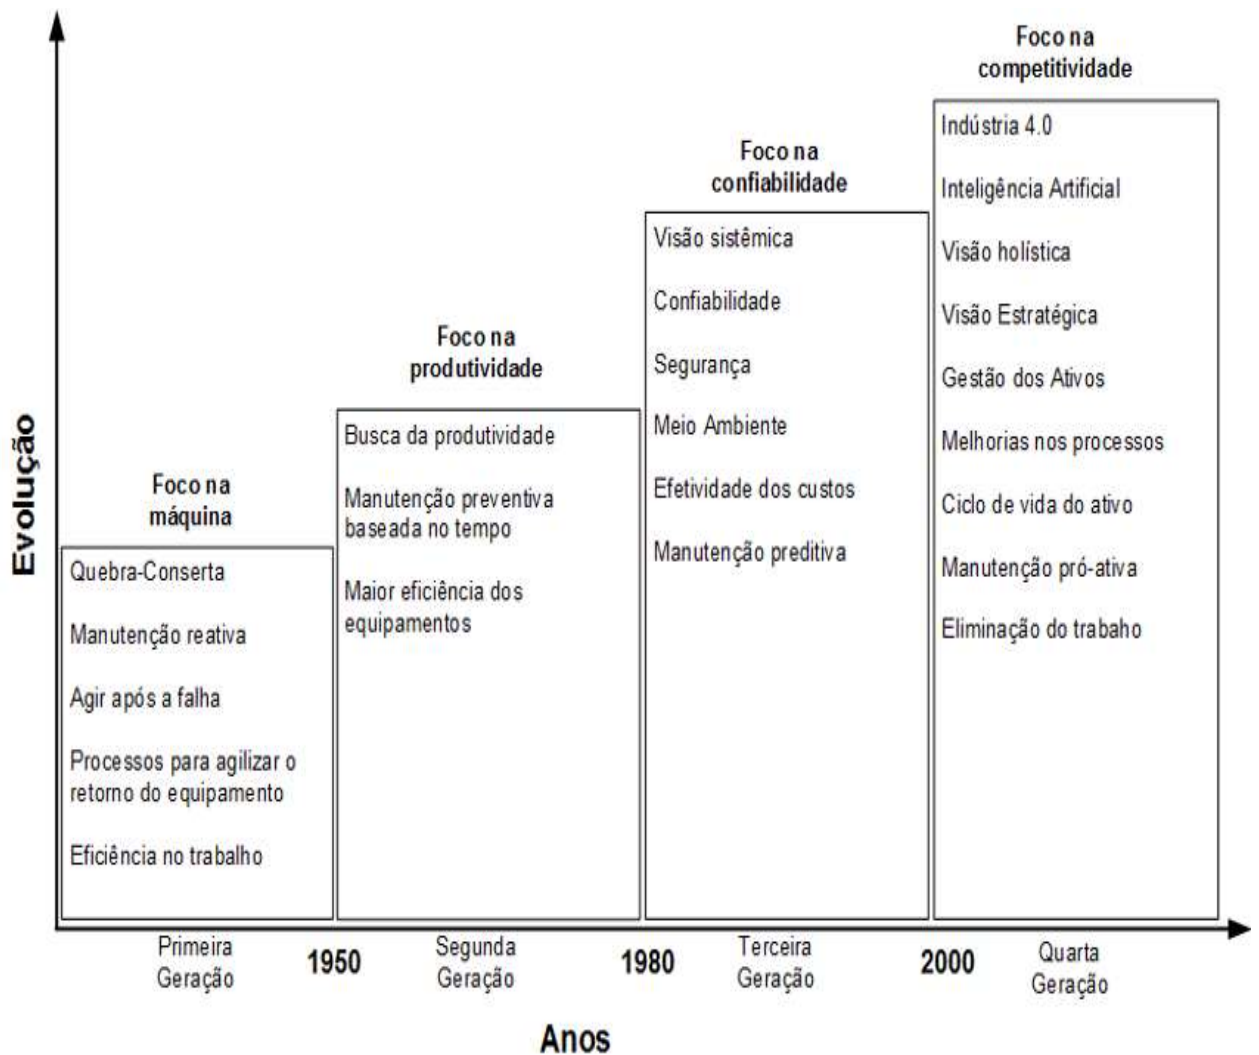 Evolução
Foco na
máquina
Quebra-Conserta
Manutenção reativa
Agir após a falha
Processos para agilizar o
retorno do equipamento
Eficiência no trabalho
Foco na
produtividade
Busca da produtividade
Manutenção preventiva
baseada no tempo
Maior eficiência dos
equipamentos
Foco na
confiabilidade
Visão sistêmica
Confiabilidade
Segurança
Meio Ambiente
Efetividade dos custos
Manutenção preditiva
Foco na
competitividade
Indústria 4.0
Inteligência Artificial
Visão holística
Visão Estratégica
Gestão dos Ativos
Melhorias nos processos
Ciclo de vida do ativo
Manutenção pró-ativa
Eliminação do trabaho
Primeira
Geração
1950
Segunda
Geração
1980
Terceira
Geração
2000
Quarta
Geração
Anos